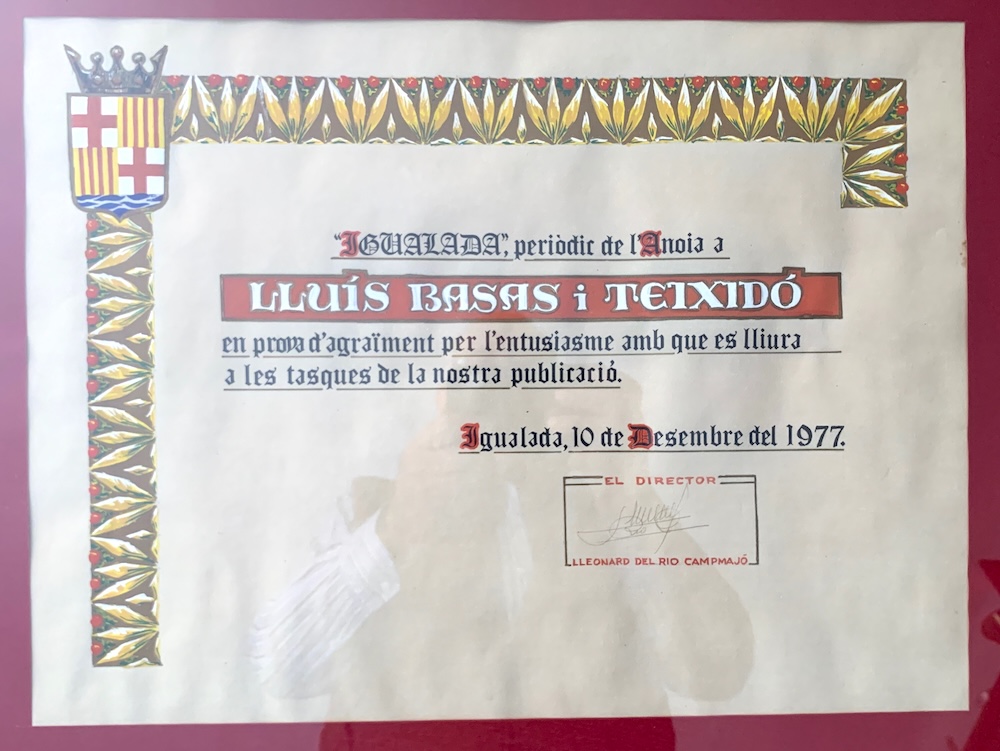 "IGUALADA", periòdic de l'Anoia a
LLUÍS BASAS i TEIXIDÓ
en prova d'agraïment per l'entusiasme amb que es lliura
a les tasques de la nostra publicació.
Igualada, 10 de Desembre del 1977.
EL DIRECTOR
LLEONARD DEL RIO CAMPMAJÓ